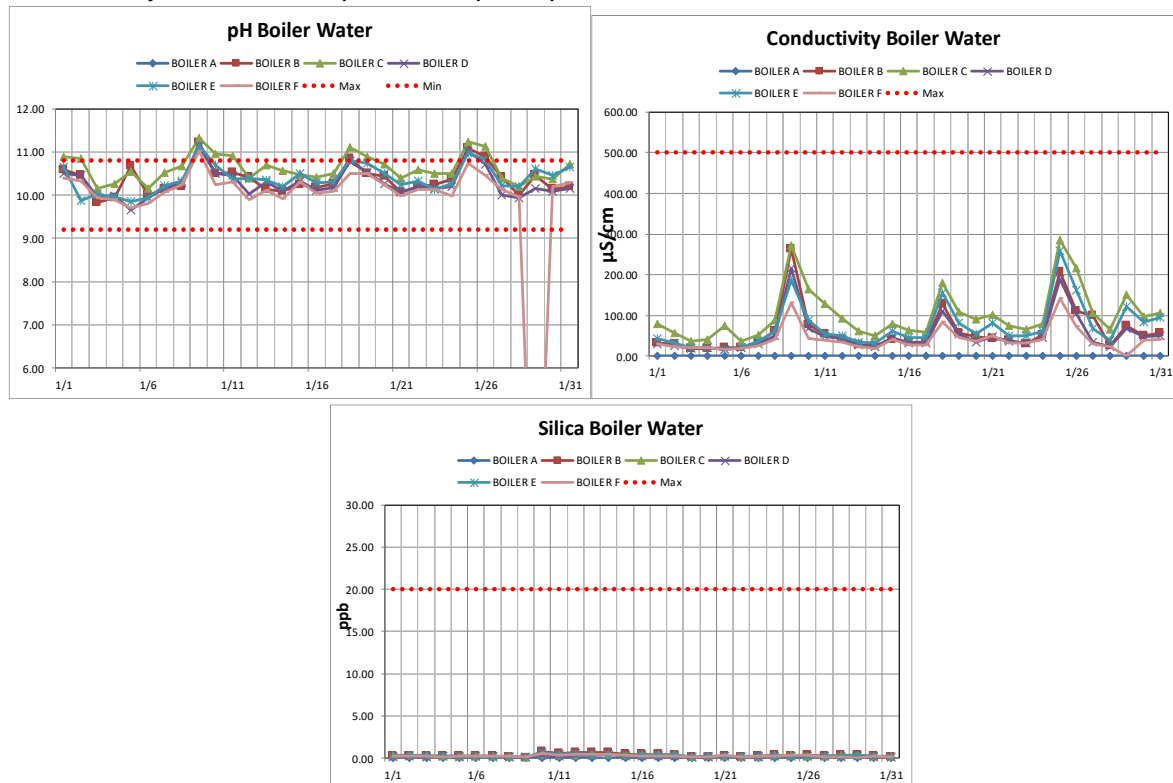 pH Boiler Water
BOILER A BOILER B BOILER C BOILER D
BOILER E BOILER F Max Min
12.00
11.00
10.00
9.00
8.00
7.00
6.00
1/1 1/6 1/11 1/16 1/21 1/26 1/31
Conductivity Boiler Water
BOILER A BOILER B BOILER C BOILER D
BOILER E BOILER F Max
600.00
500.00
400.00
300.00
200.00
100.00
0.00
µS/cm
1/1 1/6 1/11 1/16 1/21 1/26 1/31
Silica Boiler Water
BOILER A BOILER B BOILER C BOILER D
BOILER E BOILER F Max
30.00
25.00
20.00
15.00
10.00
5.00
0.00
ppb
1/1 1/6 1/11 1/16 1/21 1/26 1/31